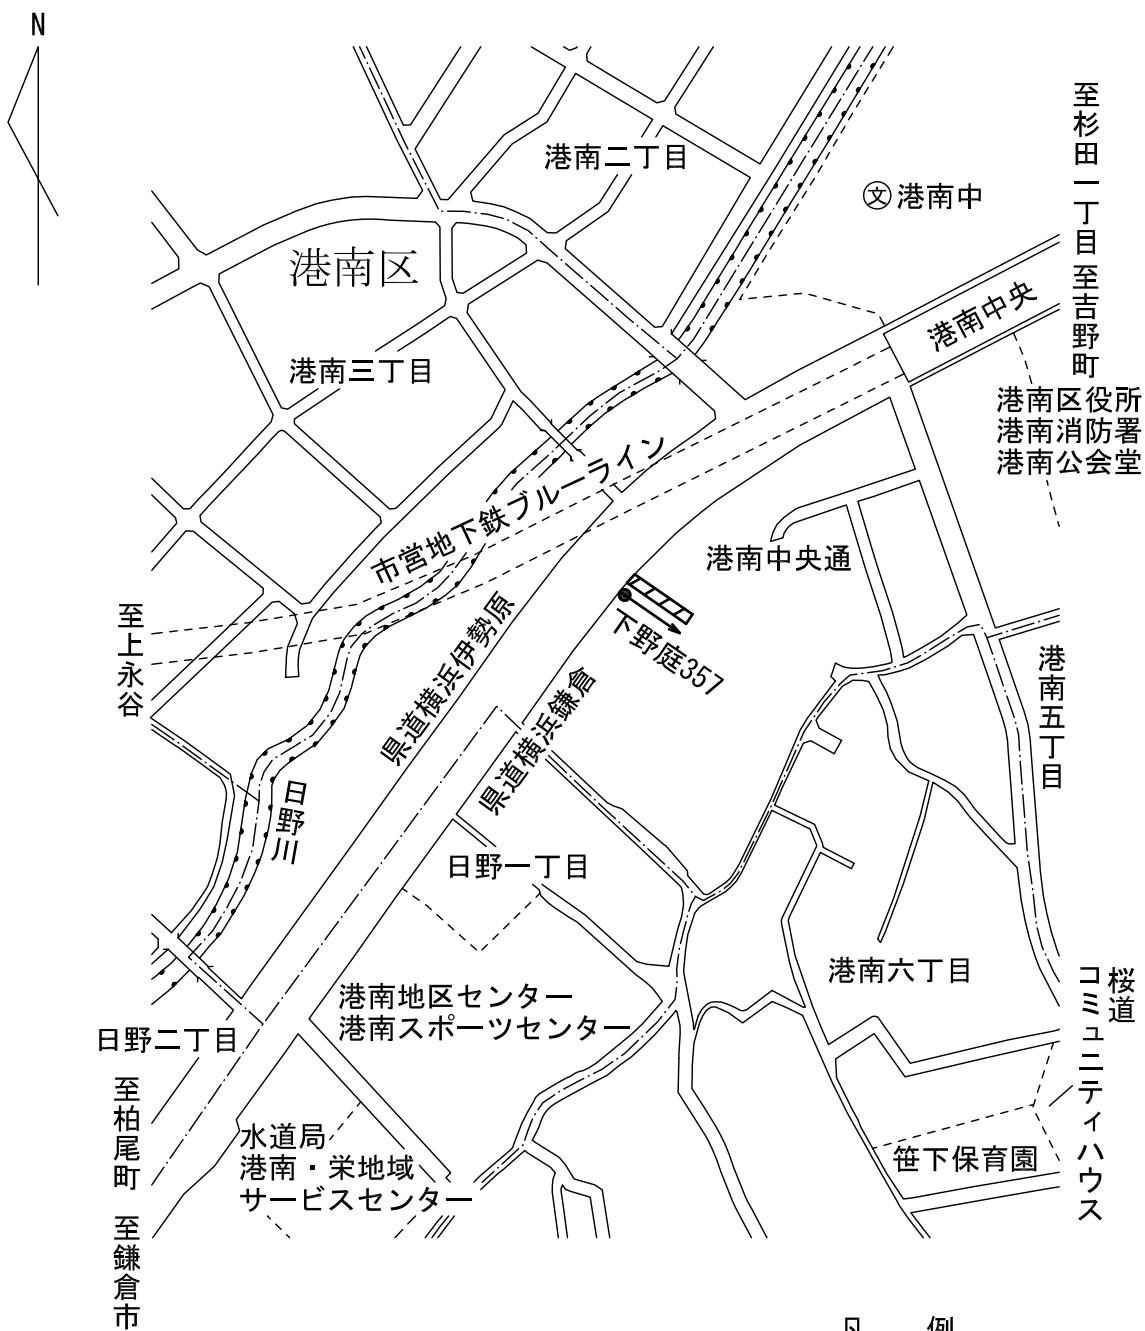 N
港南二丁目
文 港南中
至杉田一丁目
至吉野町
港南区
港南中央
港南三丁目
港南区役所
港南消防署
港南公会堂
市営地下鉄ブルーライン
港南中央通
至上永谷
下野庭357
県道横浜伊勢原
県道横浜鎌倉
港南五丁目
日野川
日野一丁目
港南六丁目
桜道
コミュニティハウス
港南地区センター
港南スポーツセンター
日野二丁目
至柏尾町
水道局
港南・栄地域
サービスセンター
笹下保育園
至鎌倉市
凡 例